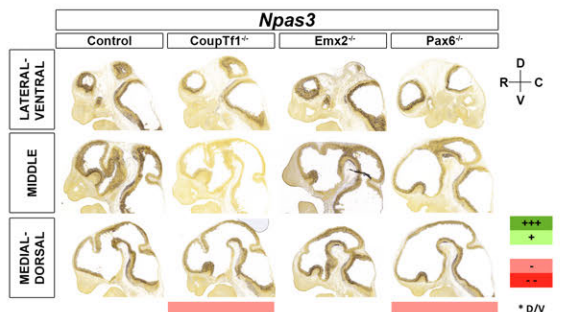 Npas3
Control CoupTf1-/- Emx2-/- Pax6-/-
LATERAL-
VENTRAL
D
R C
V
MIDDLE
+++
+
MEDIAL-
DORSAL
-
--
* D/V